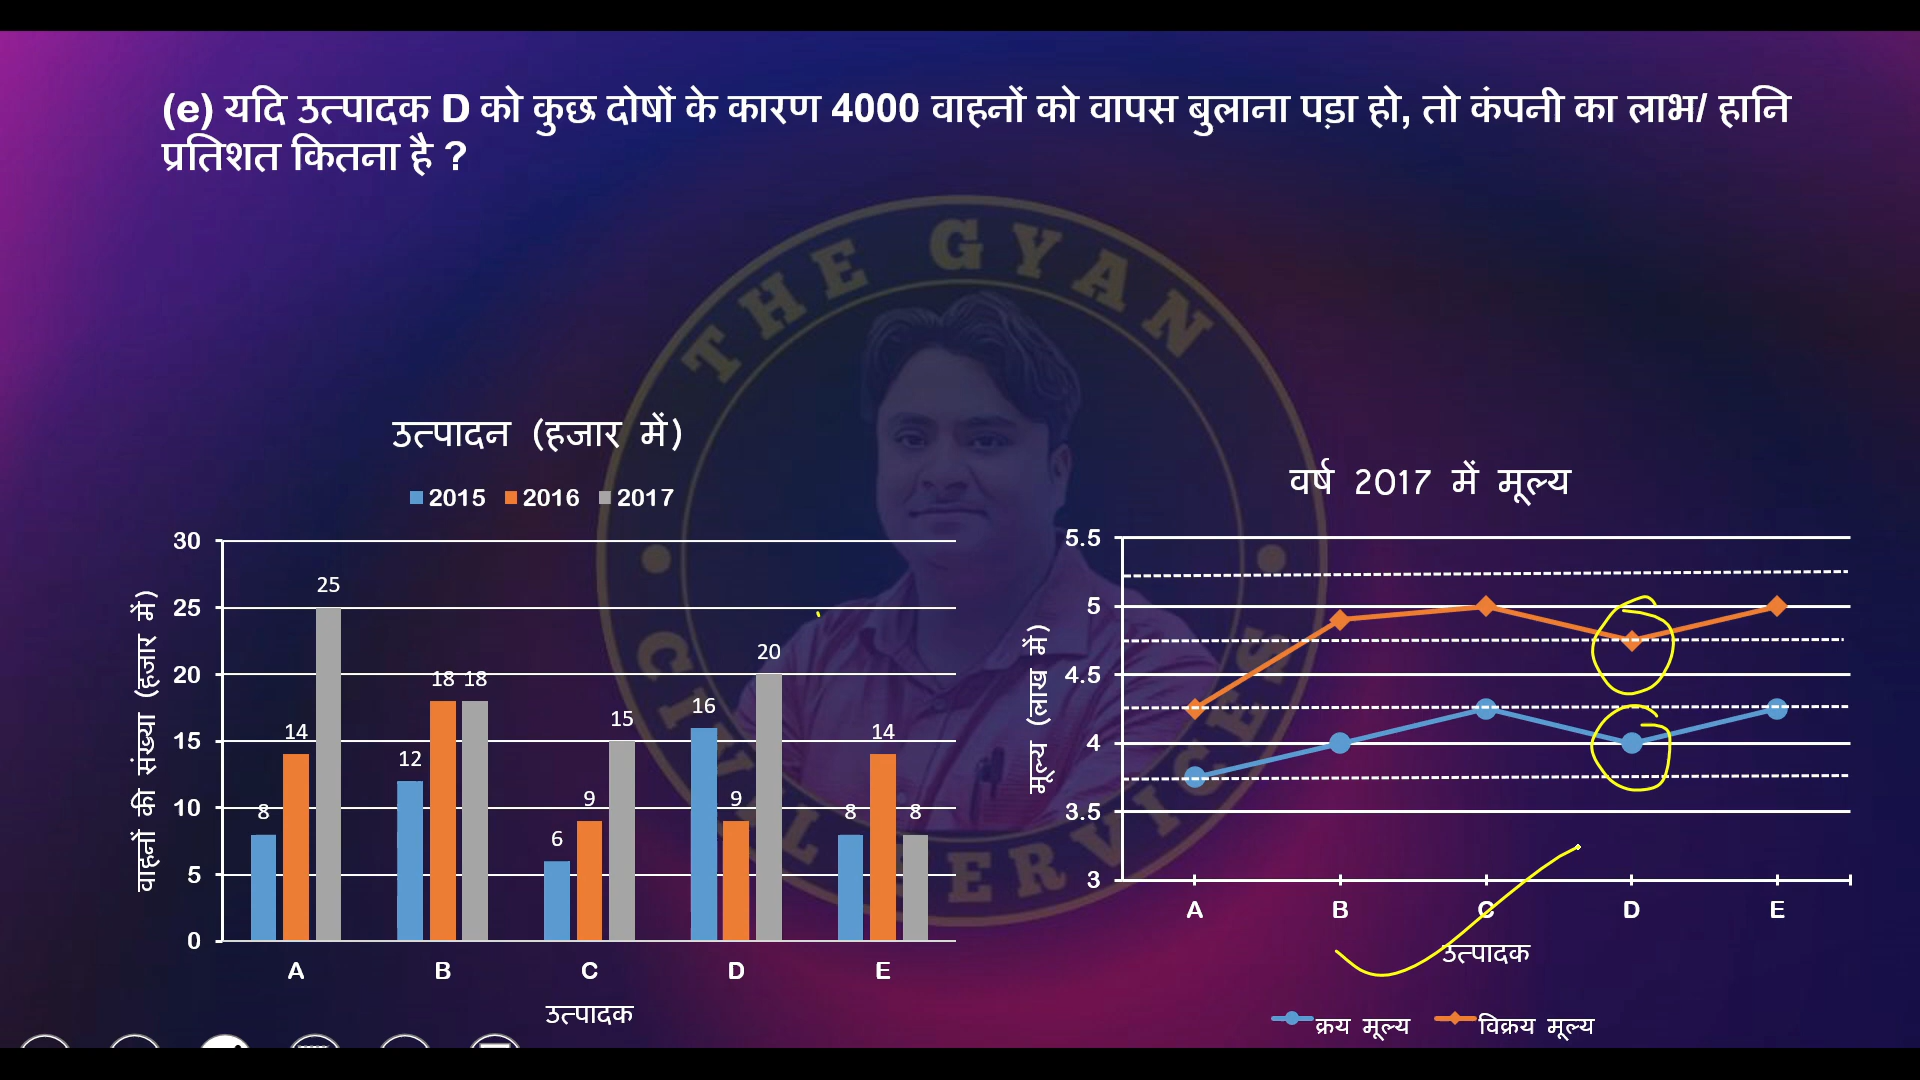 (e) यदि उत्पादक D को कुछ दोषों के कारण 4000 वाहनों को वापस बुलाना पड़ा हो, तो कंपनी का लाभ/ हानि
प्रतिशत कितना है ?
THE GYAN
CIVIL SERVICES
उत्पादन (हजार में)
2015 2016 2017
वाहनों की संख्या (हजार में)
30
25
20
15
10
5
0
8 14 25
12 18 18
6 9 15
16 9 20
8 14 8
A B C D E
उत्पादक
वर्ष 2017 में मूल्य
मूल्य (लाख में)
5.5
5
4.5
4
3.5
3
A B C D E
उत्पादक
क्रय मूल्य विक्रय मूल्य